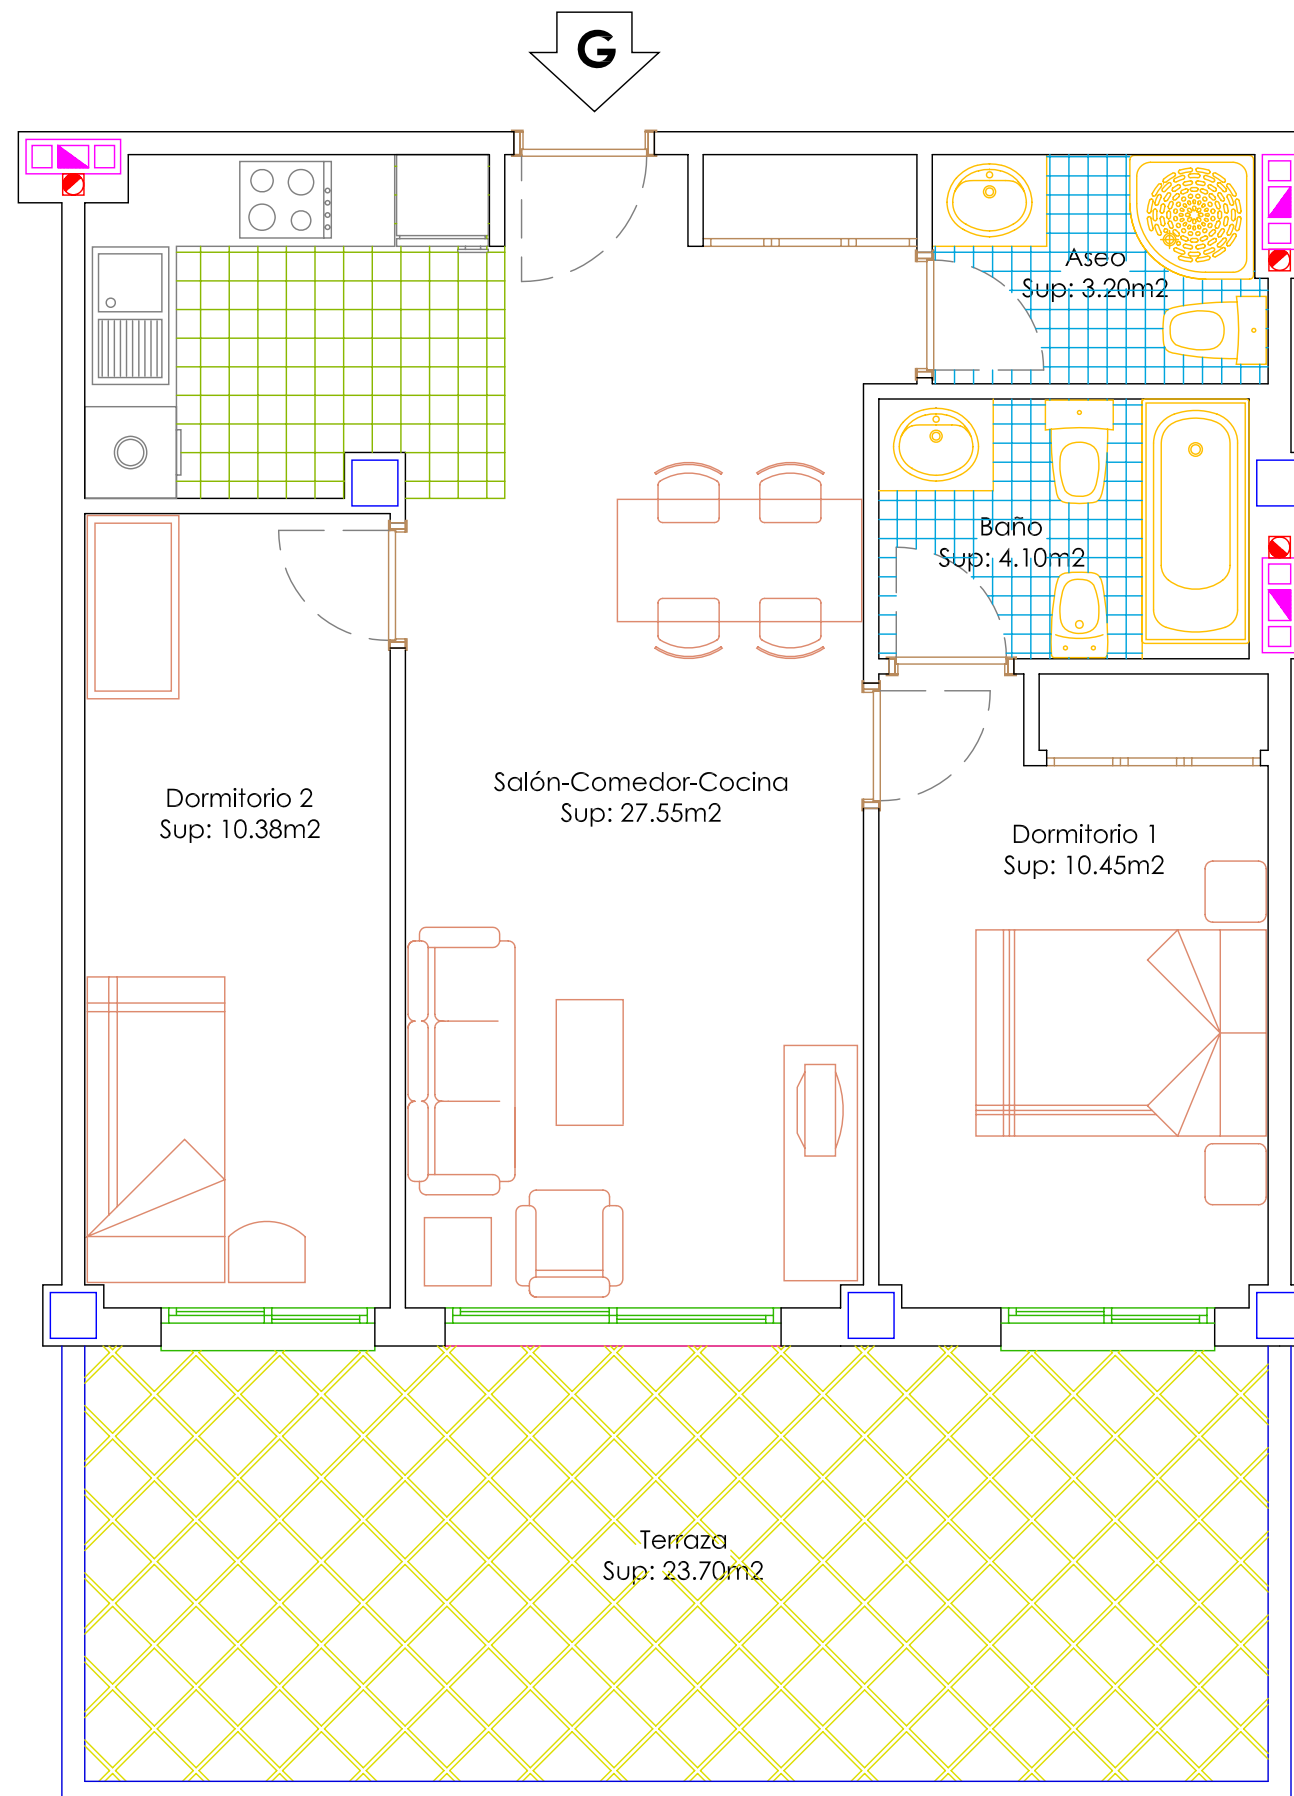 G
Aseo
Sup: 3.20m2
Baño
Sup: 4.10m2
Salón-Comedor-Cocina
Sup: 27.55m2
Dormitorio 2
Sup: 10.38m2
Dormitorio 1
Sup: 10.45m2
Terraza
Sup: 23.70m2